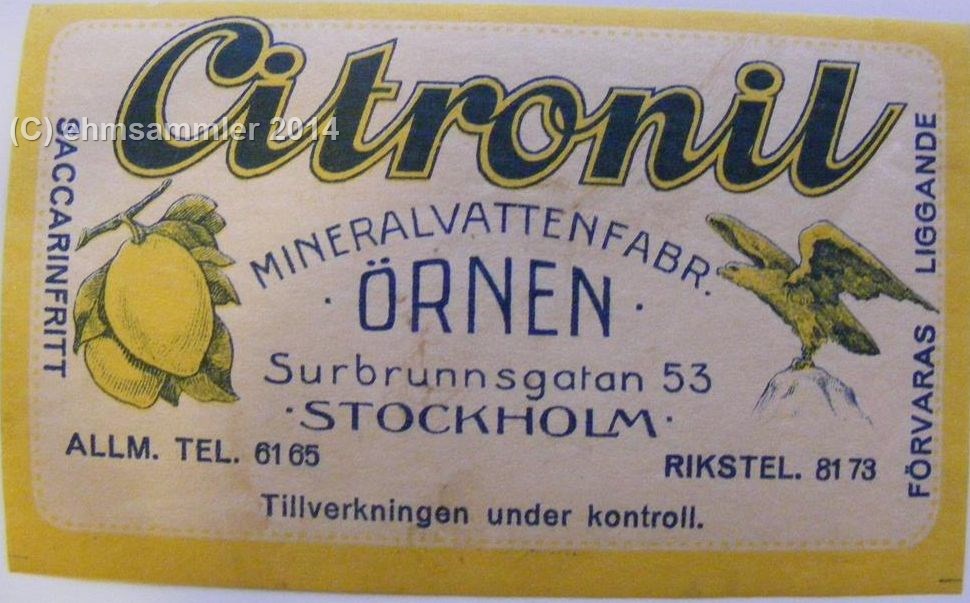 Citronil
(C) ehmsammler 2014
SACCARINFRITT
MINERALVATTENFABR.
· ÖRNEN ·
Surbrunnsgatan 53
· STOCKHOLM ·
ALLM. TEL. 6165
RIKSTEL. 8173
FÖRVARAS LIGGANDE
Tillverkningen under kontroll.